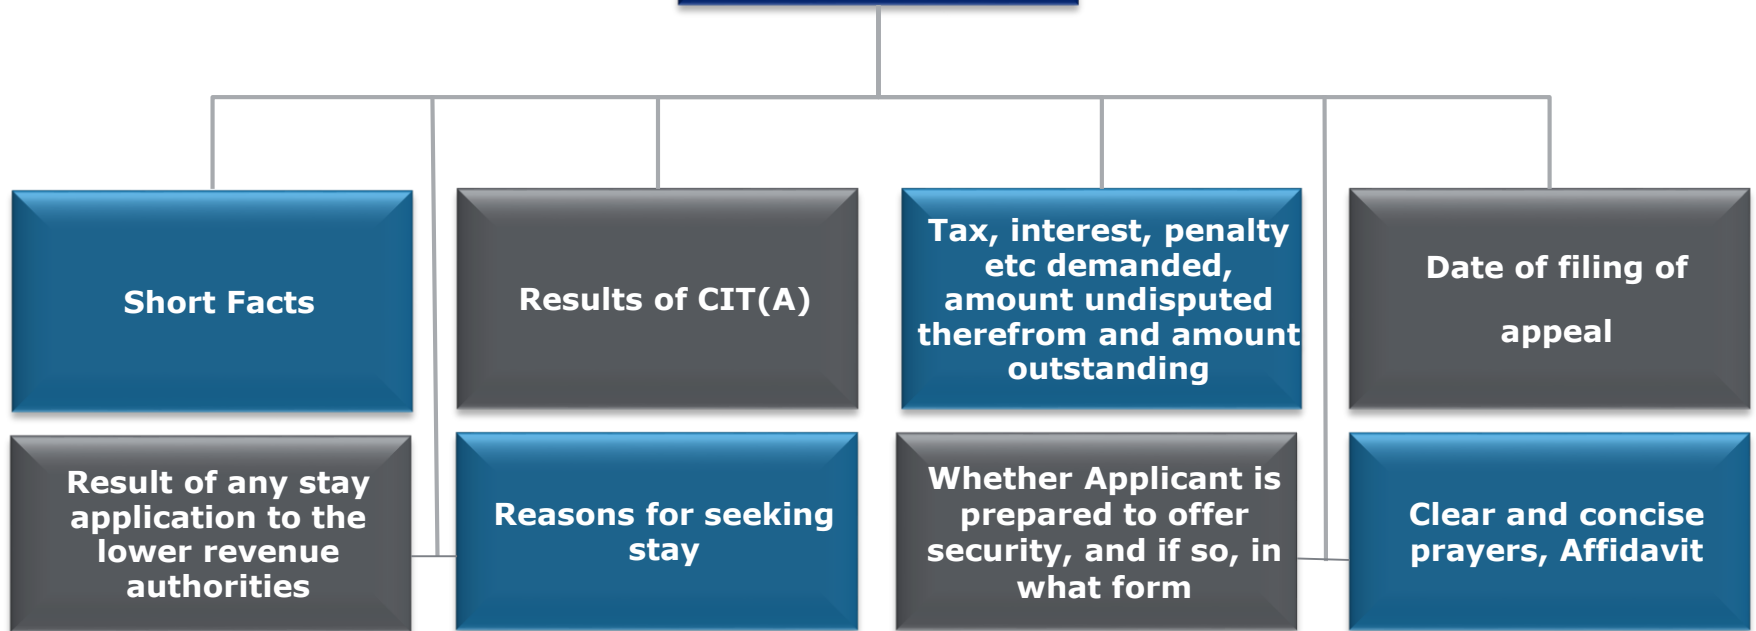 Short Facts
Results of CIT(A)
Tax, interest, penalty
etc demanded,
amount undisputed
therefrom and amount
outstanding
Date of filing of
appeal
Result of any stay
application to the
lower revenue
authorities
Reasons for seeking
stay
Whether Applicant is
prepared to offer
security, and if so, in
what form
Clear and concise
prayers, Affidavit